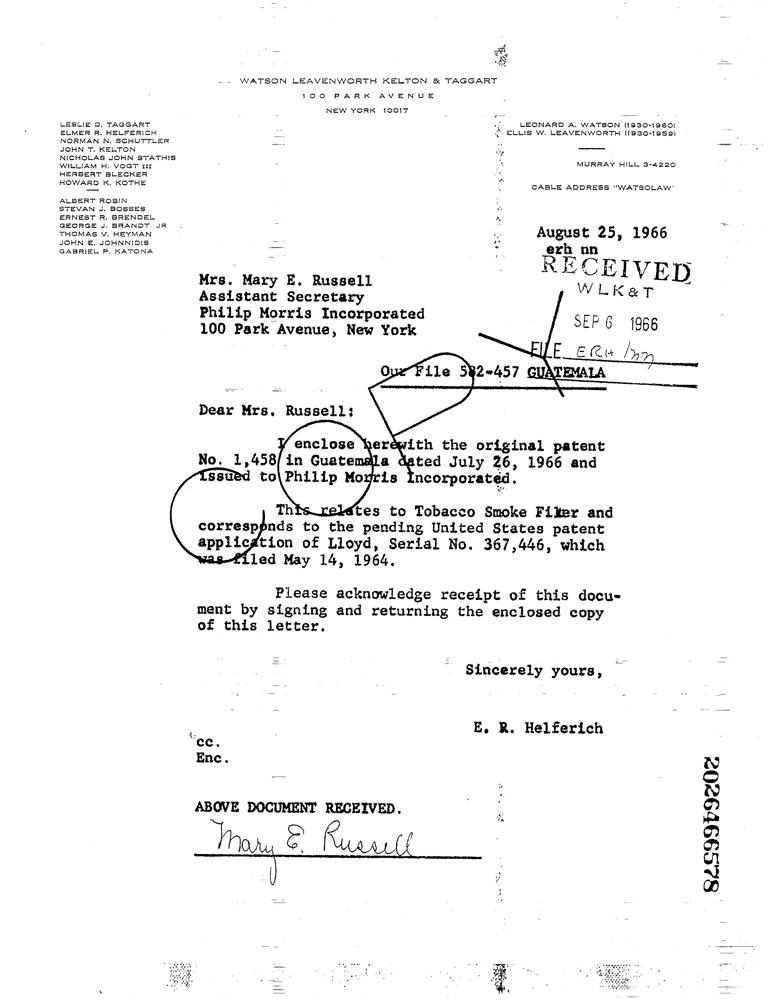 WATSON LEAVENWORTH KELTON & TAGGART
100 PARK AVENUE
NEW YORK 10017
LESLIE D. TAGGART
ELMER R. HELFERICH
NORMAN N. SCHUTTLER
JOHN T. KELTON
NICHOLAS JOHN STATHIS
WILLIAM H. VOGT III
HERBERT BLECKER
HOWARD K. KOTHE
ALBERT ROBIN
STEVAN J. BOSSES
ERNEST R. BRENDEL
GEORGE J. BRANDT JR
THOMAS V. HEYMAN
JOHN E. JOHNNIDIS
GABRIEL P. KATONA
LEONARD A. WATSON (1930-1960)
ELLIS W. LEAVENWORTH (1930-1959)
MURRAY HILL 3-4220
CABLE ADDRESS "WATSOLAW"
August 25, 1966
erh nn
RECEIVED
WLK&T
SEP 6 1966
FILE ERH/nn
Mrs. Mary E. Russell
Assistant Secretary
Philip Morris Incorporated
100 Park Avenue, New York
Our File 582-457 GUATEMALA
Dear Mrs. Russell:
I enclose herewith the original patent
No. 1,458 in Guatemala dated July 26, 1966 and
issued to Philip Morris Incorporated.
This relates to Tobacco Smoke Filter and
corresponds to the pending United States patent
application of Lloyd, Serial No. 367,446, which
was filed May 14, 1964.
Please acknowledge receipt of this docu-
ment by signing and returning the enclosed copy
of this letter.
Sincerely yours,
E. R. Helferich
cc.
Enc.
ABOVE DOCUMENT RECEIVED.
Mary E. Russell
2026466578